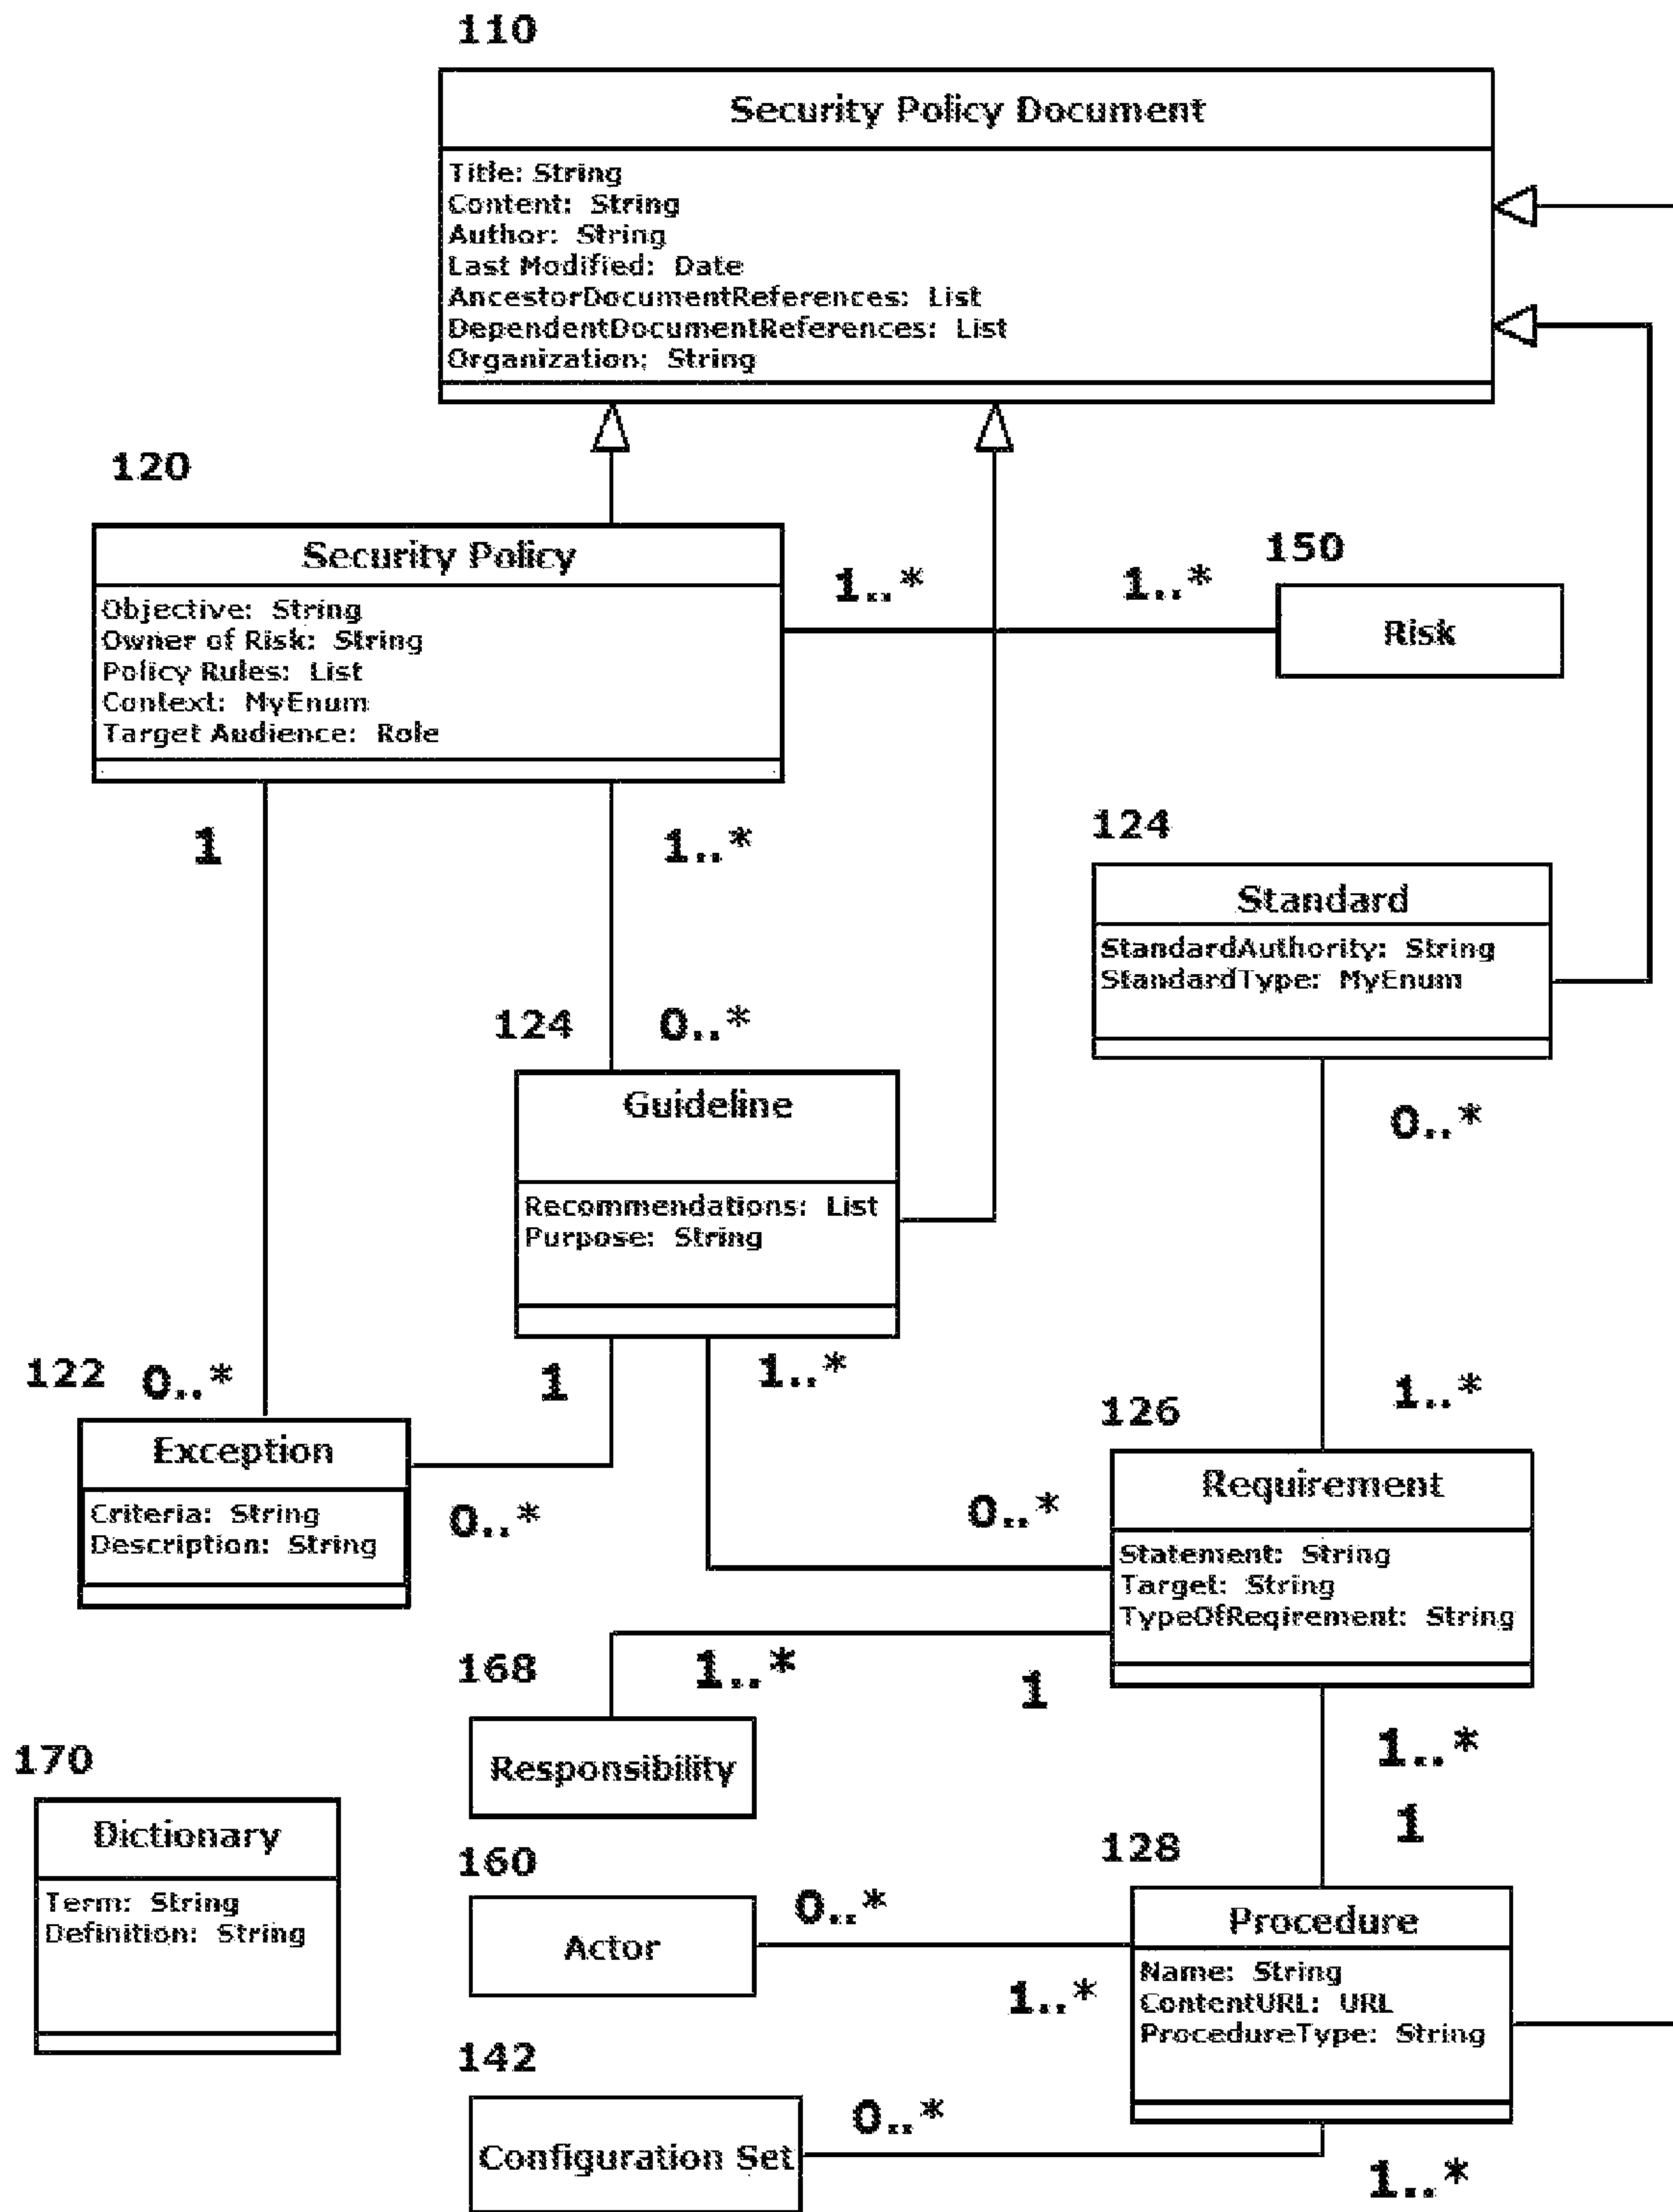 110
Security Policy Document
Title: String
Content: String
Author: String
Last Modified: Date
AncestorDocumentReferences: List
DependentDocumentReferences: List
Organization: String
120
Security Policy
Objective: String
Owner of Risk: String
Policy Rules: List
Context: MyEnum
Target Audience: Role
1..*
1..*
150
Risk
1
1..*
124
Standard
StandardAuthority: String
StandardType: MyEnum
124
0..*
Guideline
Recommendations: List
Purpose: String
0..*
122
0..*
1
1..*
1..*
126
Exception
Criteria: String
Description: String
0..*
0..*
Requirement
Statement: String
Target: String
TypeOfReqirement: String
168
1..*
1
Responsibility
1..*
1
170
Dictionary
Term: String
Definition: String
160
Actor
0..*
1..*
128
Procedure
Name: String
ContentURL: URL
ProcedureType: String
142
Configuration Set
0..*
1..*